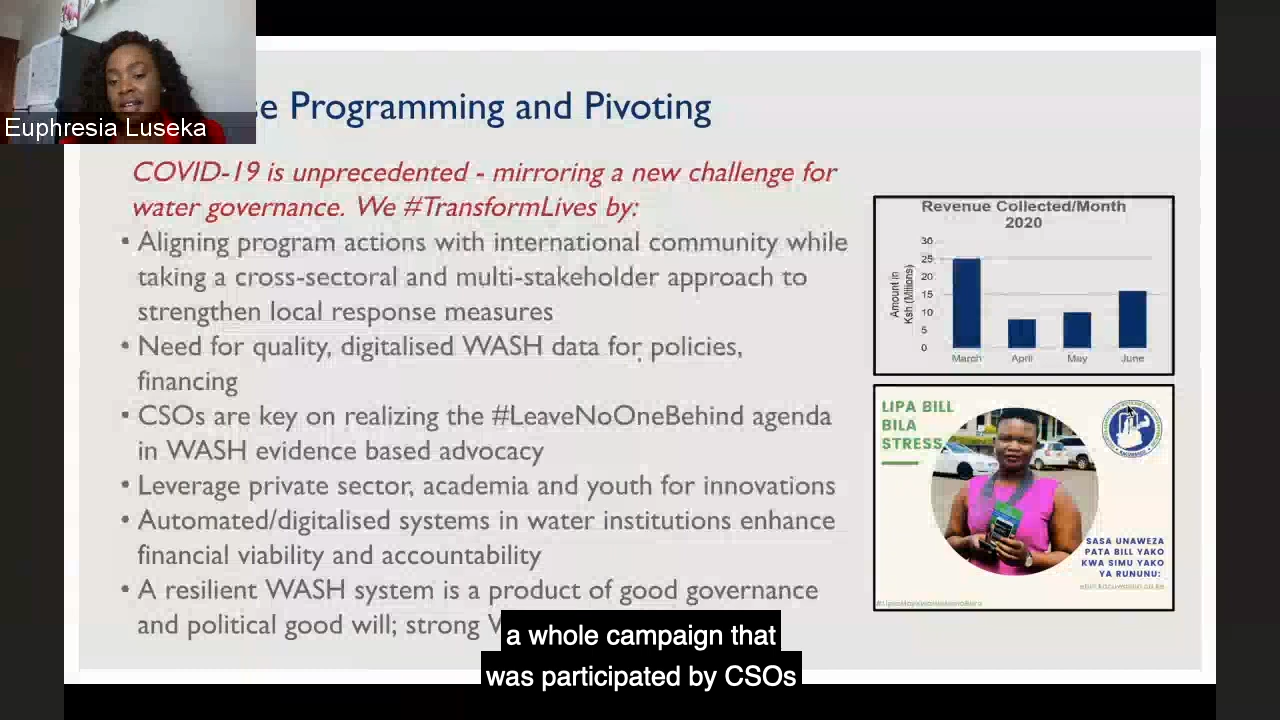 Euphresia Luseka
se Programming and Pivoting
COVID-19 is unprecedented - mirroring a new challenge for
water governance. We #TransformLives by:
• Aligning program actions with international community while
taking a cross-sectoral and multi-stakeholder approach to
strengthen local response measures
• Need for quality, digitalised WASH data for policies,
financing
• CSOs are key on realizing the #LeaveNoOneBehind agenda
in WASH evidence based advocacy
• Leverage private sector, academia and youth for innovations
• Automated/digitalised systems in water institutions enhance
financial viability and accountability
• A resilient WASH system is a product of good governance
and political good will; strong
Revenue Collected/Month
2020
Amount in
Ksh (Millions)
30
25
20
15
10
5
0
March April May June
LIPA BILL
BILA
STRESS
SASA UNAWEZA
PATA BILL YAKO
KWA SIMU YAKO
YA RUNUNU:
a whole campaign that
was participated by CSOs